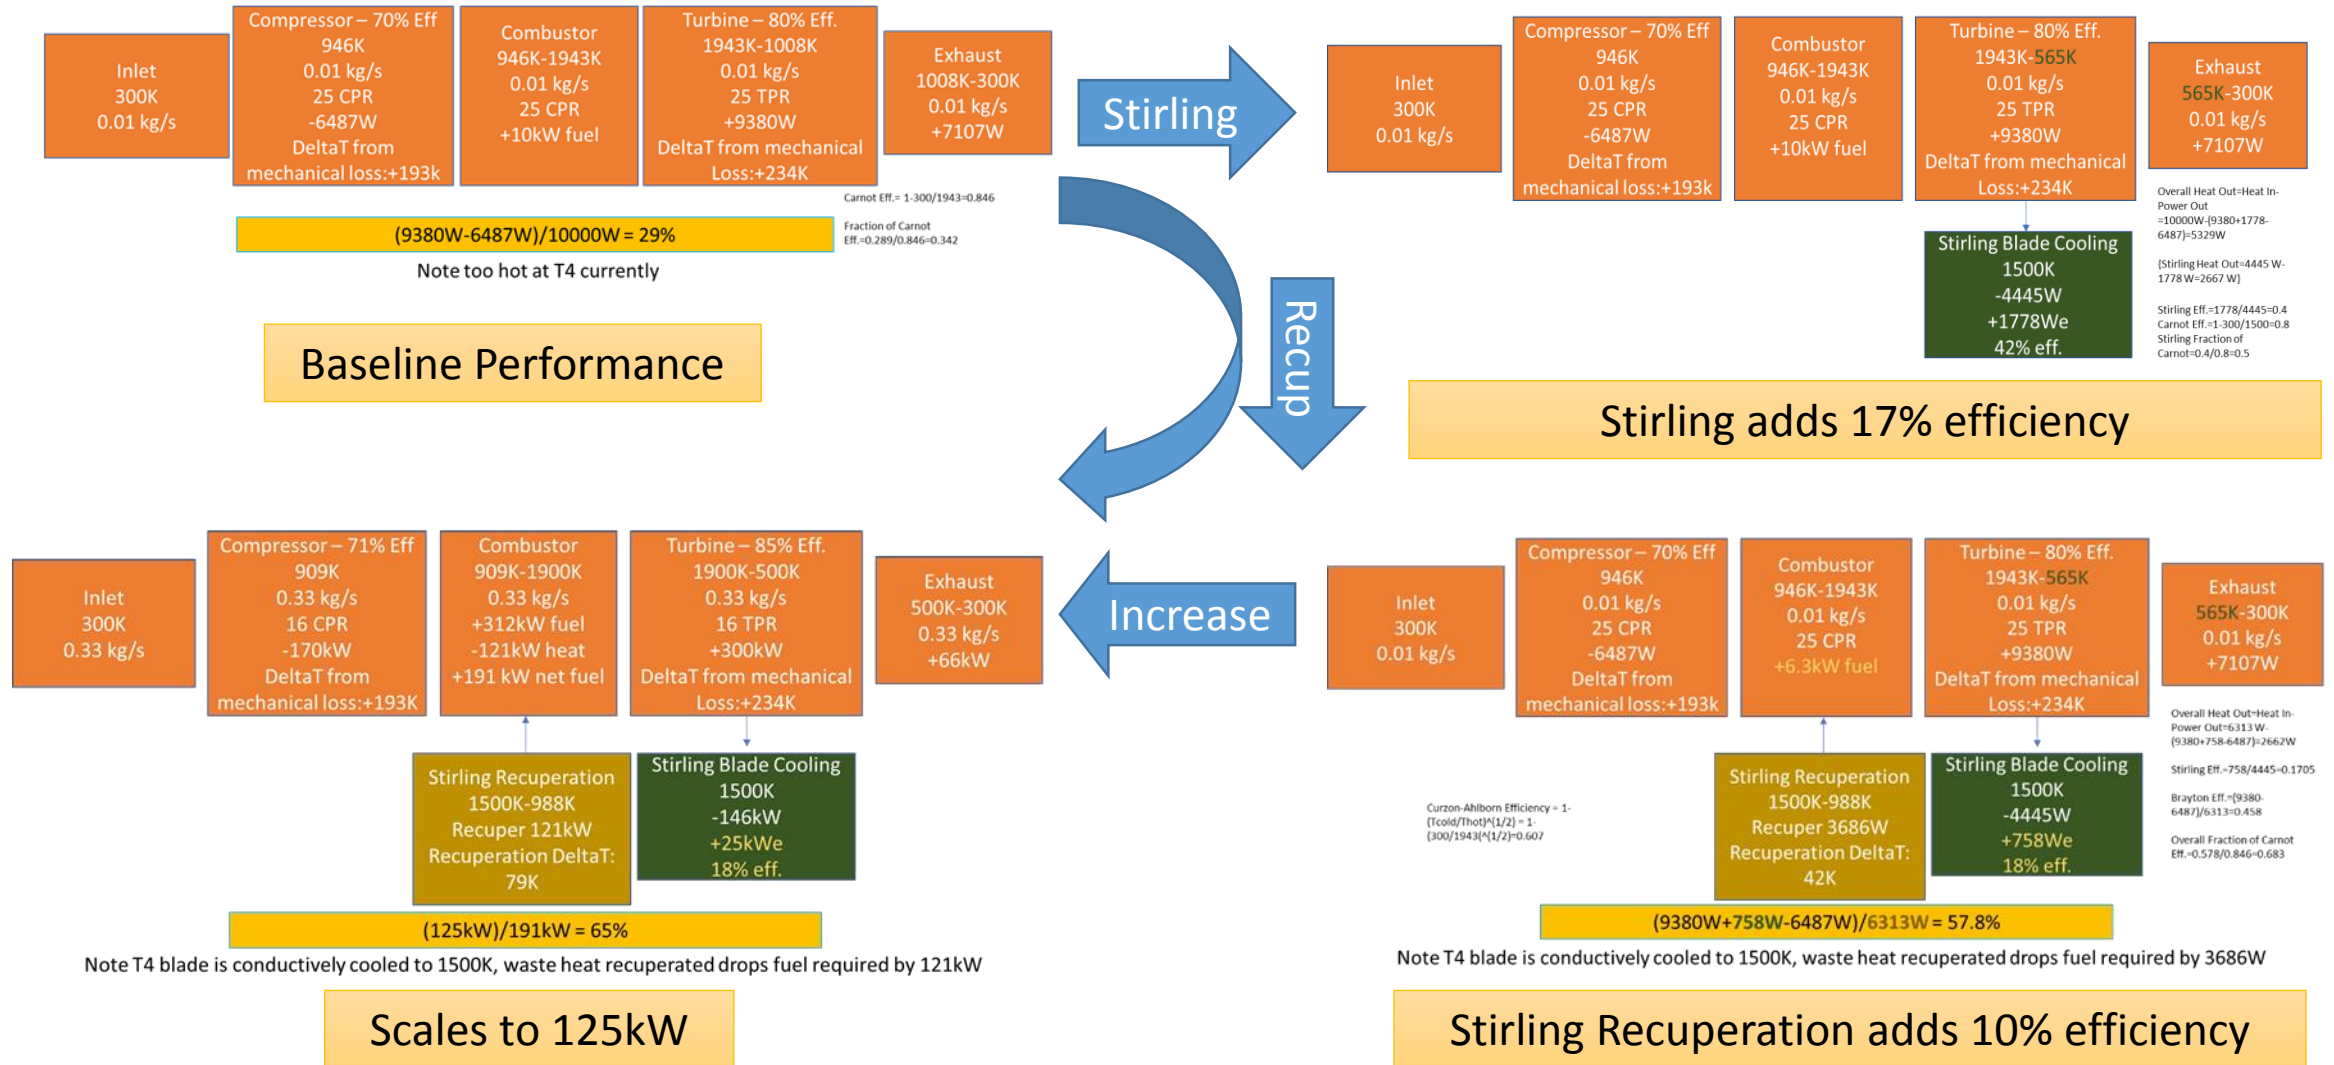 Inlet
300K
0.01 kg/s
Compressor – 70% Eff
946K
0.01 kg/s
25 CPR
-6487W
DeltaT from
mechanical loss:+193k
Combustor
946K-1943K
0.01 kg/s
25 CPR
+10kW fuel
Turbine – 80% Eff.
1943K-1008K
0.01 kg/s
25 TPR
+9380W
DeltaT from mechanical
Loss:+234K
Exhaust
1008K-300K
0.01 kg/s
+7107W
Carnot Eff.= 1-300/1943=0.846
Fraction of Carnot
Eff.=0.289/0.846=0.342
(9380W-6487W)/10000W = 29%
Note too hot at T4 currently
Baseline Performance
Stirling
Inlet
300K
0.01 kg/s
Compressor – 70% Eff
946K
0.01 kg/s
25 CPR
-6487W
DeltaT from
mechanical loss:+193k
Combustor
946K-1943K
0.01 kg/s
25 CPR
+10kW fuel
Turbine – 80% Eff.
1943K-565K
0.01 kg/s
25 TPR
+9380W
DeltaT from mechanical
Loss:+234K
Exhaust
565K-300K
0.01 kg/s
+7107W
Stirling Blade Cooling
1500K
-4445W
+1778We
42% eff.
Overall Heat Out=Heat In-
Power Out
=10000W-(9380+1778-
6487)=5329W
{Stirling Heat Out=4445 W-
1778 W=2667 W}
Stirling Eff.=1778/4445=0.4
Carnot Eff.=1-300/1500=0.8
Stirling Fraction of
Carnot=0.4/0.8=0.5
Stirling adds 17% efficiency
Recup
Inlet
300K
0.33 kg/s
Compressor – 71% Eff
909K
0.33 kg/s
16 CPR
-170kW
DeltaT from
mechanical loss:+193K
Combustor
909K-1900K
0.33 kg/s
+312kW fuel
-121kW heat
+191 kW net fuel
Turbine – 85% Eff.
1900K-500K
0.33 kg/s
16 TPR
+300kW
DeltaT from mechanical
Loss:+234K
Exhaust
500K-300K
0.33 kg/s
+66kW
Stirling Recuperation
1500K-988K
Recuper 121kW
Recuperation DeltaT:
79K
Stirling Blade Cooling
1500K
-146kW
+25kWe
18% eff.
(125kW)/191kW = 65%
Note T4 blade is conductively cooled to 1500K, waste heat recuperated drops fuel required by 121kW
Scales to 125kW
Increase
Inlet
300K
0.01 kg/s
Compressor – 70% Eff
946K
0.01 kg/s
25 CPR
-6487W
DeltaT from
mechanical loss:+193k
Combustor
946K-1943K
0.01 kg/s
25 CPR
+6.3kW fuel
Turbine – 80% Eff.
1943K-565K
0.01 kg/s
25 TPR
+9380W
DeltaT from mechanical
Loss:+234K
Exhaust
565K-300K
0.01 kg/s
+7107W
Curzon-Ahlborn Efficiency = 1-
(Tcold/Thot)^(1/2) = 1-
(300/1943(^(1/2)=0.607
Stirling Recuperation
1500K-988K
Recuper 3686W
Recuperation DeltaT:
42K
Stirling Blade Cooling
1500K
-4445W
+758We
18% eff.
Overall Heat Out=Heat In-
Power Out=6313 W-
(9380+758-6487)=2662W
Stirling Eff.=758/4445=0.1705
Brayton Eff.=(9380-
6487)/6313=0.458
Overall Fraction of Carnot
Eff.=0.578/0.846=0.683
(9380W+758W-6487W)/6313W = 57.8%
Note T4 blade is conductively cooled to 1500K, waste heat recuperated drops fuel required by 3686W
Stirling Recuperation adds 10% efficiency